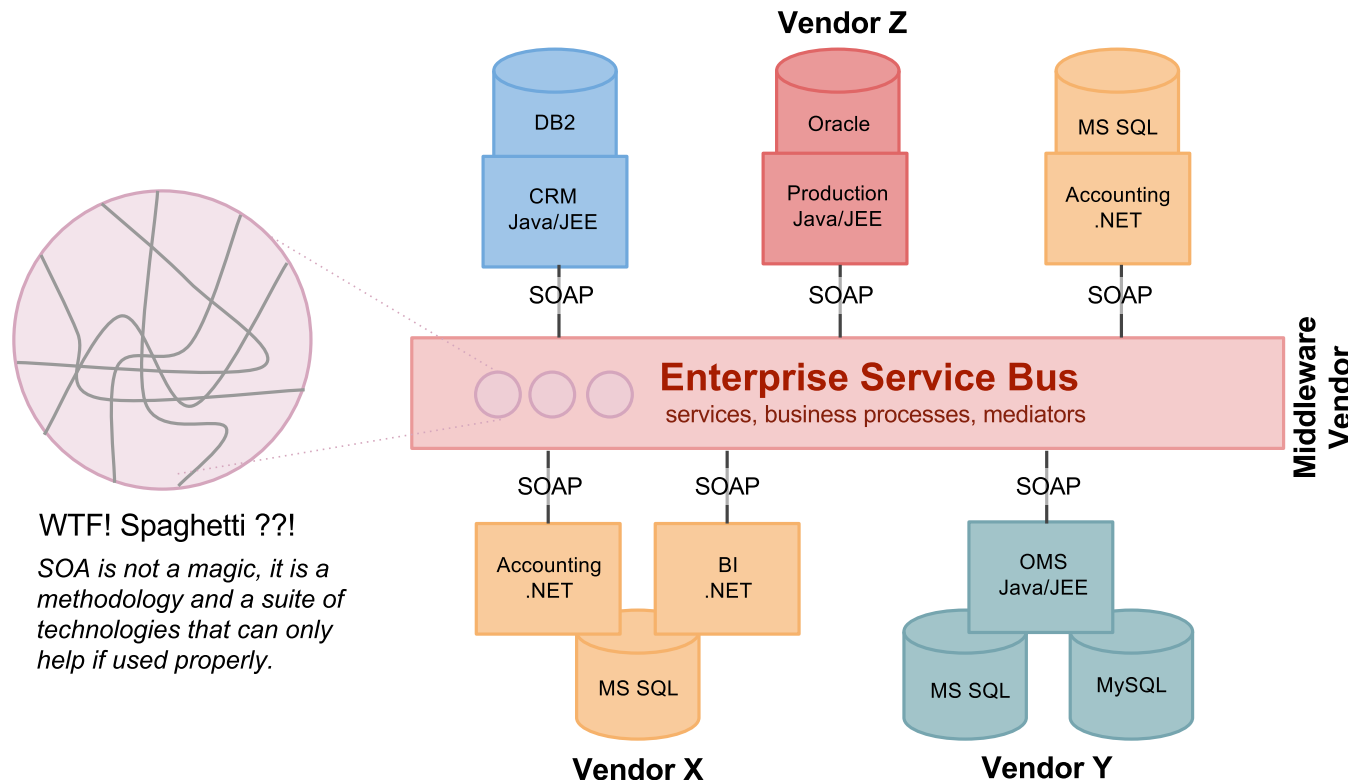 Vendor Z
DB2
CRM
Java/JEE
SOAP
Oracle
Production
Java/JEE
SOAP
MS SQL
Accounting
.NET
SOAP
Enterprise Service Bus
services, business processes, mediators
Middleware
Vendor
WTF! Spaghetti ??!
SOA is not a magic, it is a
methodology and a suite of
technologies that can only
help if used properly.
SOAP
Accounting
.NET
SOAP
BI
.NET
MS SQL
Vendor X
SOAP
OMS
Java/JEE
MS SQL
MySQL
Vendor Y